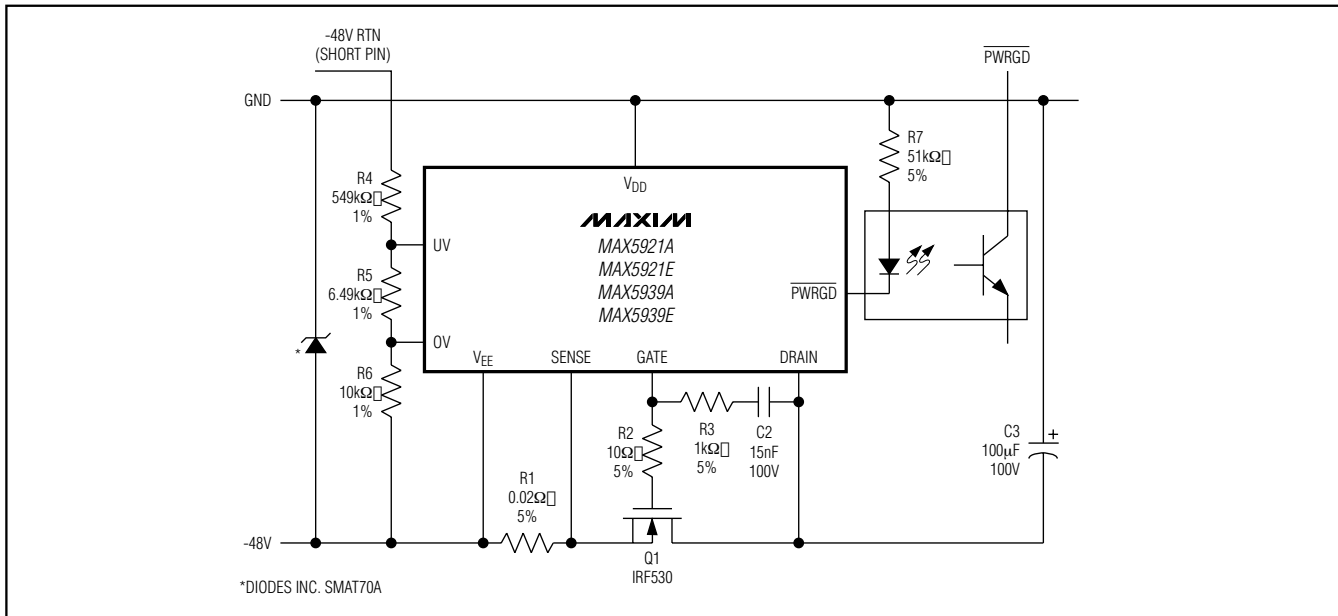 -48V RTN
(SHORT PIN)
PWRGD
GND
R7
51kΩ
5%
R4
549kΩ
1%
VDD
MAXIM
UV
MAX5921A
MAX5921E
MAX5939A
MAX5939E
R5
6.49kΩ
1%
PWRGD
OV
VEE
SENSE
GATE
DRAIN
R6
10kΩ
1%
R2
10Ω
5%
R3
1kΩ
5%
C2
15nF
100V
C3
100µF
100V
+
R1
0.02Ω
5%
-48V
Q1
IRF530
*
*DIODES INC. SMAT70A